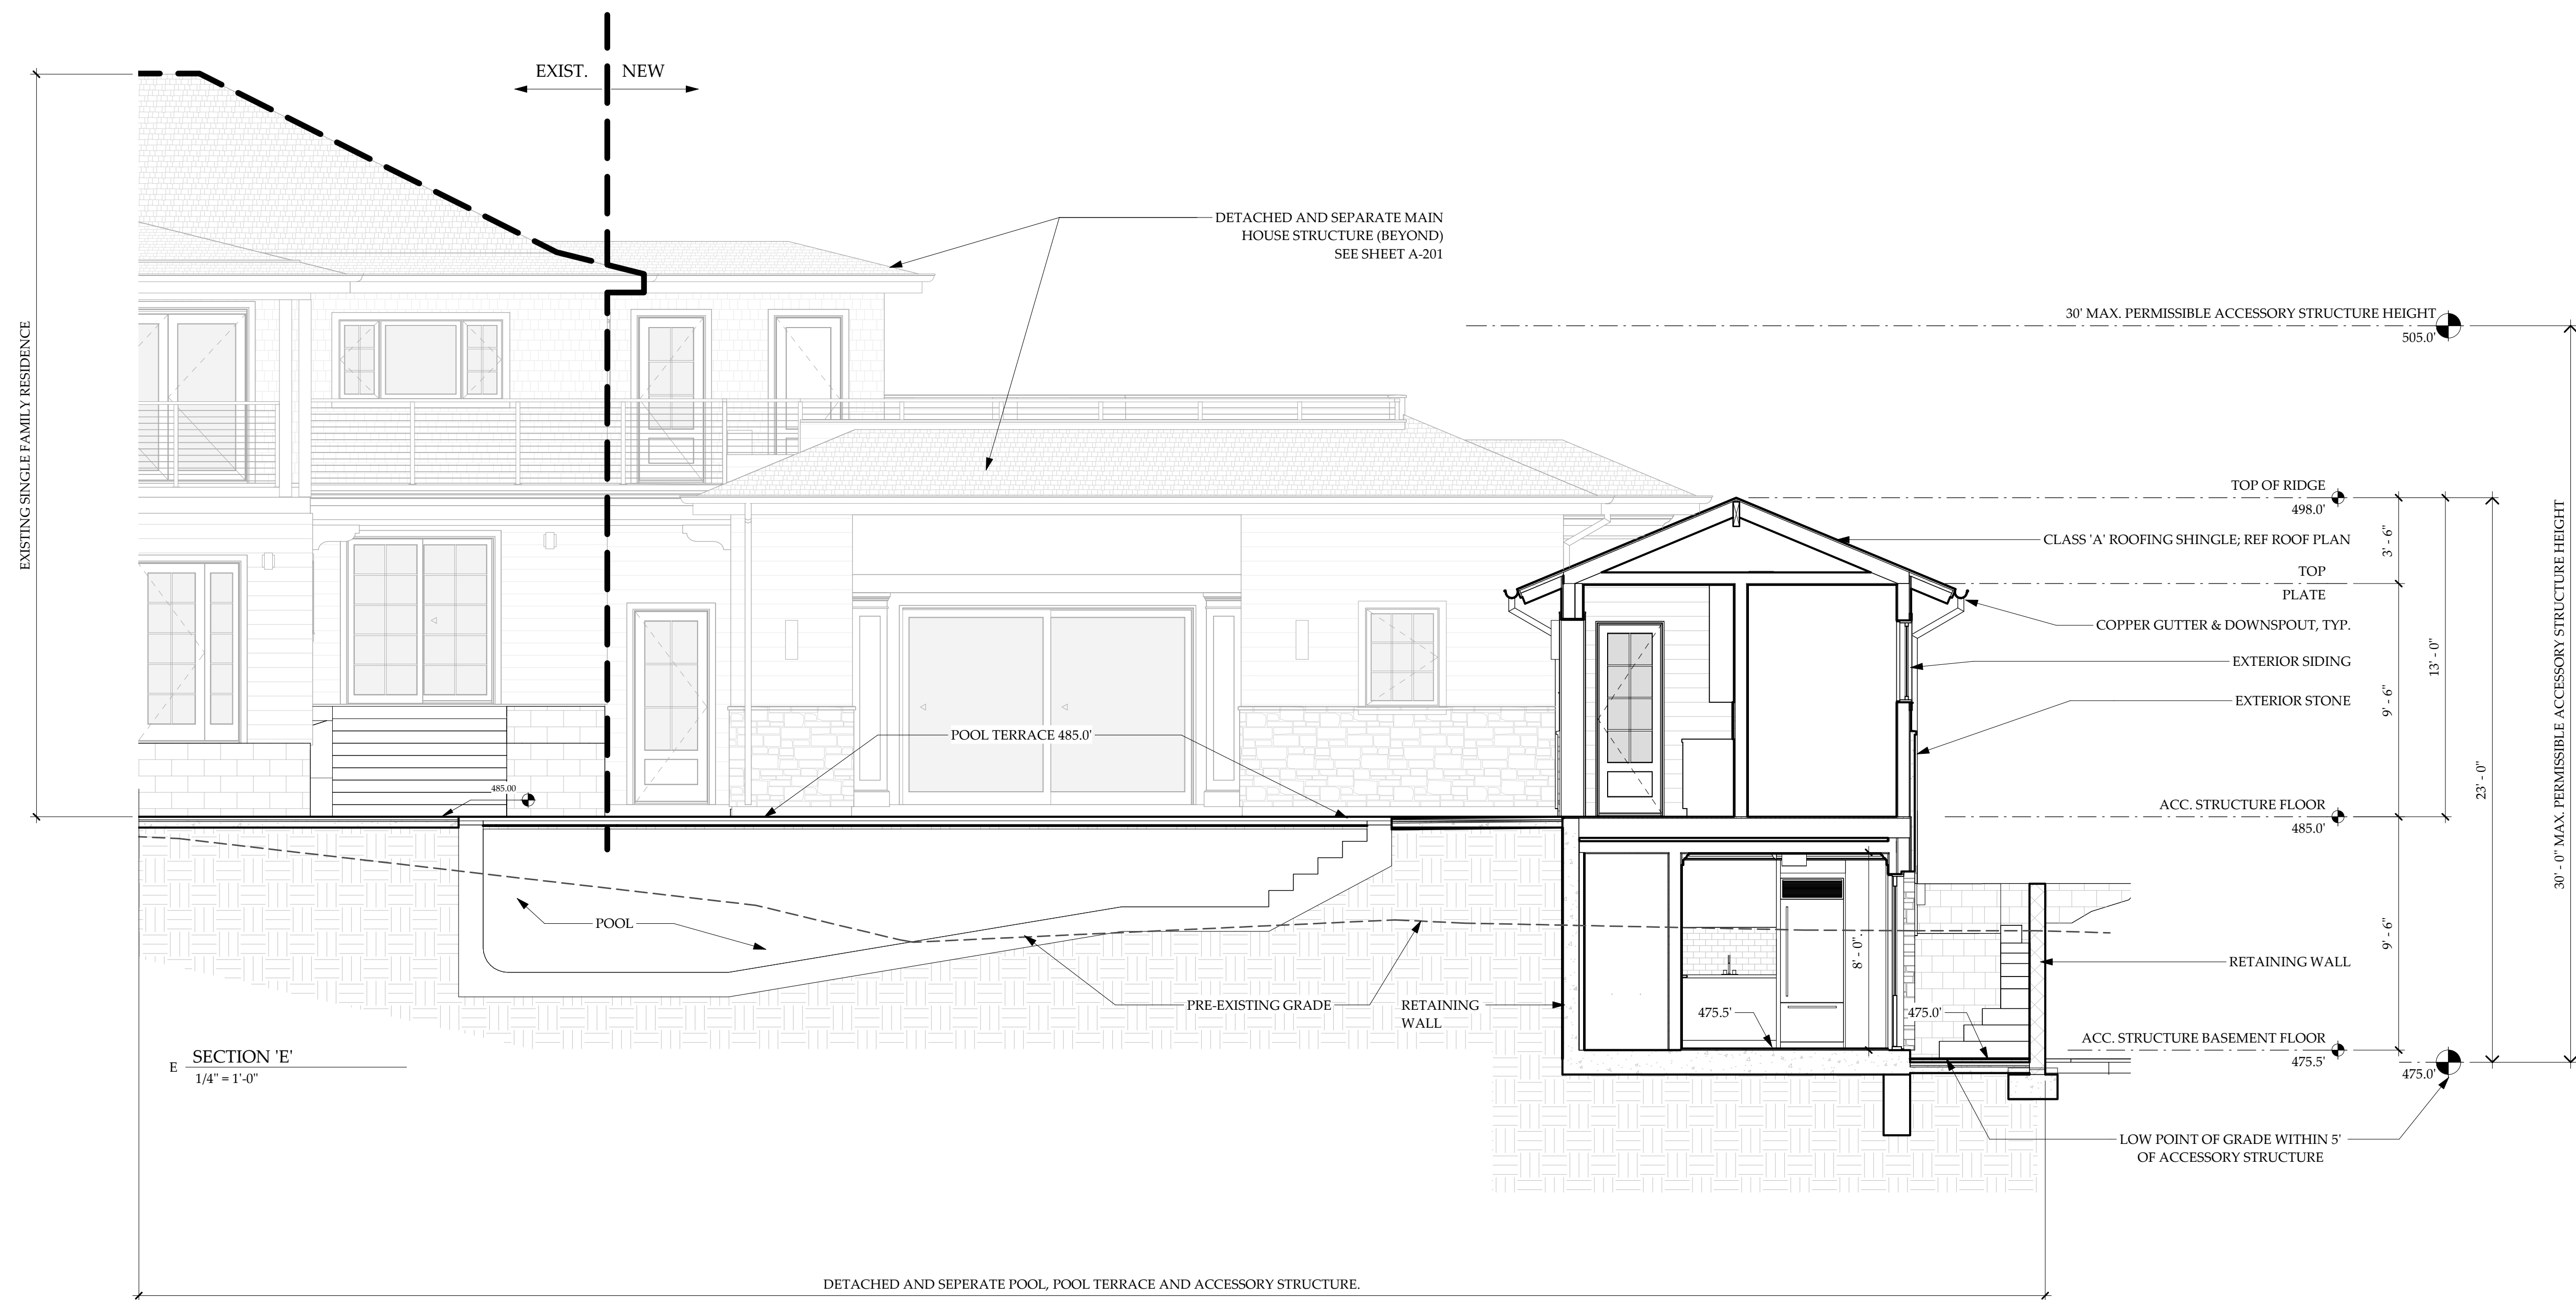 EXIST.
NEW
EXISTING SINGLE FAMILY RESIDENCE
DETACHED AND SEPARATE MAIN
HOUSE STRUCTURE (BEYOND)
SEE SHEET A-201
30' MAX. PERMISSIBLE ACCESSORY STRUCTURE HEIGHT
505.0'
TOP OF RIDGE
498.0'
3' - 6"
CLASS 'A' ROOFING SHINGLE; REF ROOF PLAN
TOP
PLATE
COPPER GUTTER & DOWNSPOUT, TYP.
EXTERIOR SIDING
EXTERIOR STONE
9' - 6"
13' - 0"
23' - 0"
30' - 0" MAX. PERMISSIBLE ACCESSORY STRUCTURE HEIGHT
POOL TERRACE 485.0'
485.00
ACC. STRUCTURE FLOOR
485.0'
POOL
PRE-EXISTING GRADE
RETAINING
WALL
8' - 0".
475.5'
475.0'
RETAINING WALL
9' - 6"
ACC. STRUCTURE BASEMENT FLOOR
475.5'
475.0'
E
SECTION 'E'
1/4" = 1'-0"
LOW POINT OF GRADE WITHIN 5'
OF ACCESSORY STRUCTURE
DETACHED AND SEPERATE POOL, POOL TERRACE AND ACCESSORY STRUCTURE.